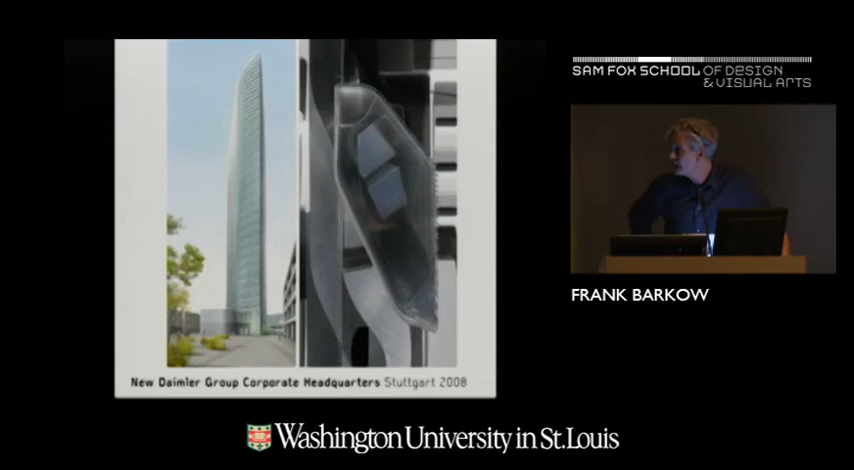 SAM FOX SCHOOL OF DESIGN
& VISUAL ARTS
FRANK BARKOW
New Daimler Group Corporate Headquarters Stuttgart 2008
Washington University in St. Louis